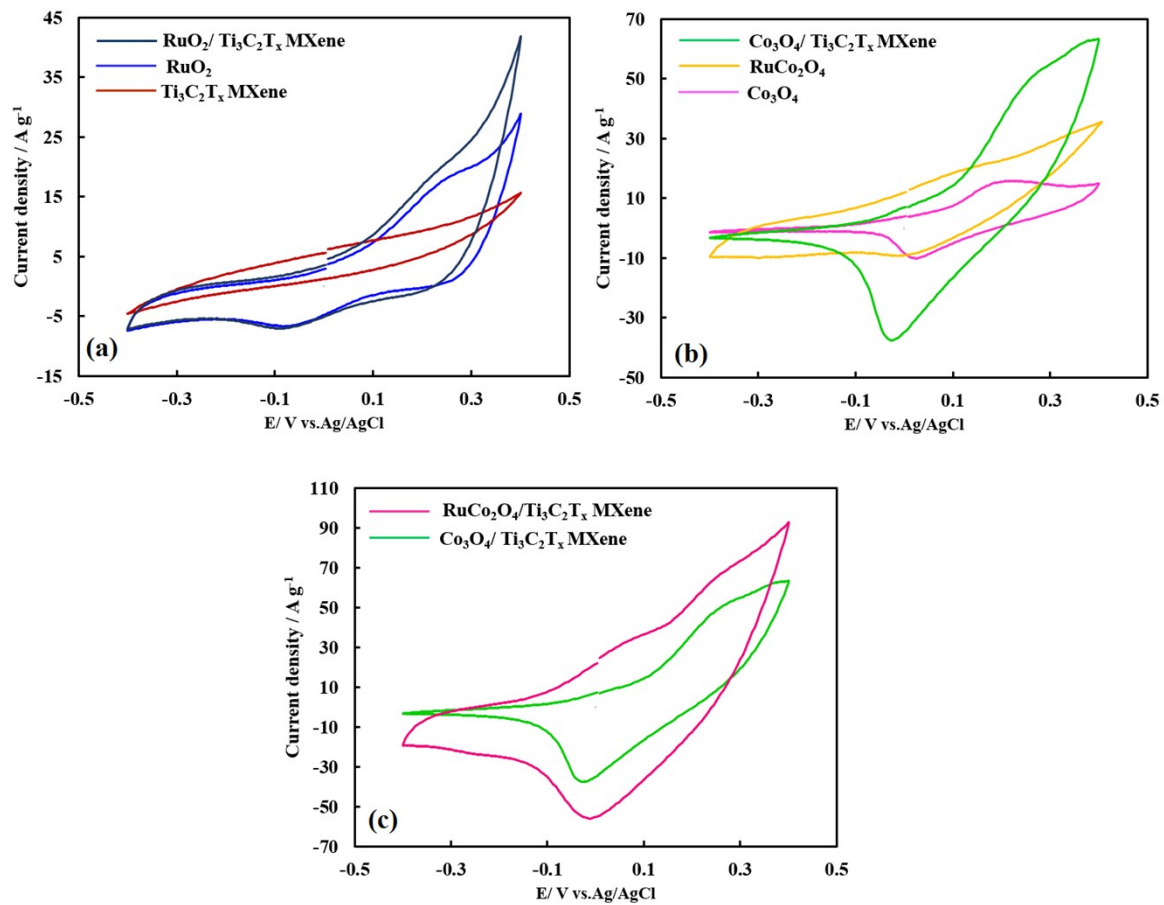 45
35
25
15
5
-5
-15
Current density / A g⁻¹
RuO₂/ Ti₃C₂Tₓ MXene
RuO₂
Ti₃C₂Tₓ MXene
(a)
-0.5
-0.3
-0.1
0.1
0.3
0.5
E/ V vs.Ag/AgCl
70
50
30
10
-10
-30
-50
Current density / A g⁻¹
Co₃O₄/ Ti₃C₂Tₓ MXene
RuCo₂O₄
Co₃O₄
(b)
-0.5
-0.3
-0.1
0.1
0.3
0.5
E/ V vs.Ag/AgCl
110
90
70
50
30
10
-10
-30
-50
-70
Current density / A g⁻¹
RuCo₂O₄/Ti₃C₂Tₓ MXene
Co₃O₄/ Ti₃C₂Tₓ MXene
(c)
-0.5
-0.3
-0.1
0.1
0.3
0.5
E/ V vs.Ag/AgCl